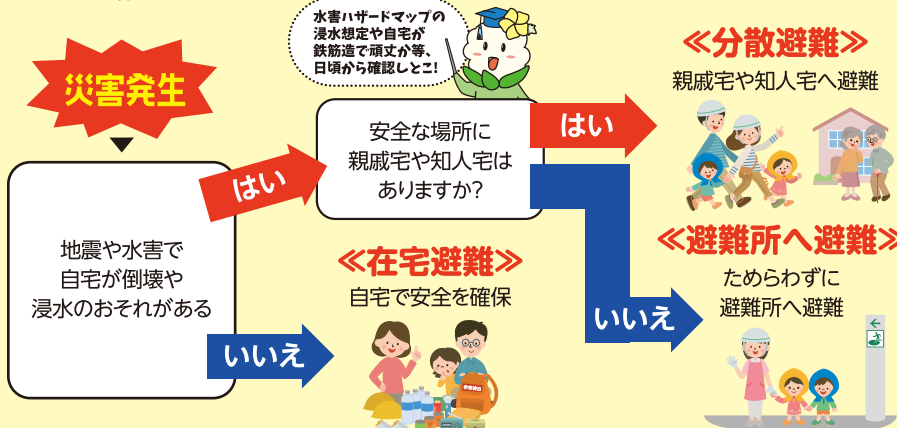 水害ハザードマップの
浸水想定や自宅が
鉄筋造で頑丈か等、
日頃から確認しとこ!
災害発生
地震や水害で
自宅が倒壊や
浸水のおそれがある
はい
いいえ
安全な場所に
親戚宅や知人宅は
ありますか?
はい
いいえ
≪分散避難≫
親戚宅や知人宅へ避難
≪在宅避難≫
自宅で安全を確保
非常持出
≪避難所へ避難≫
ためらわずに
避難所へ避難